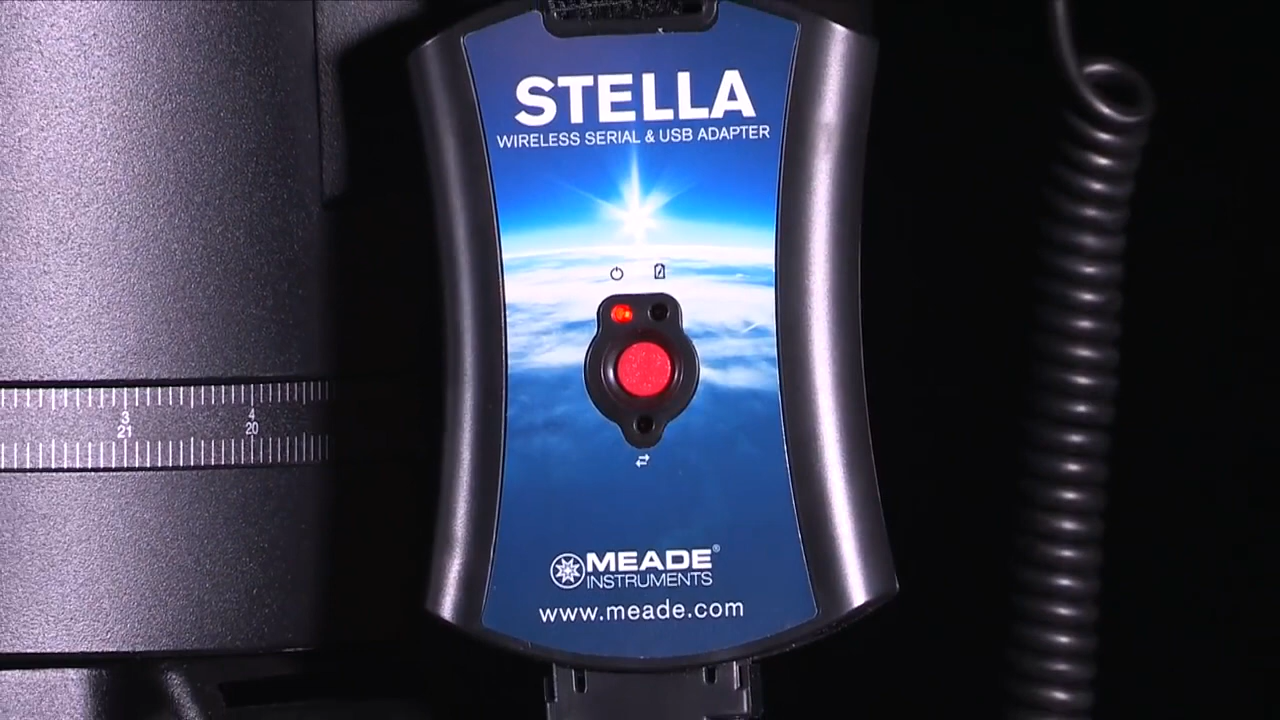 STELLA
WIRELESS SERIAL & USB ADAPTER
3 4
21 20
MEADE®
INSTRUMENTS
www.meade.com